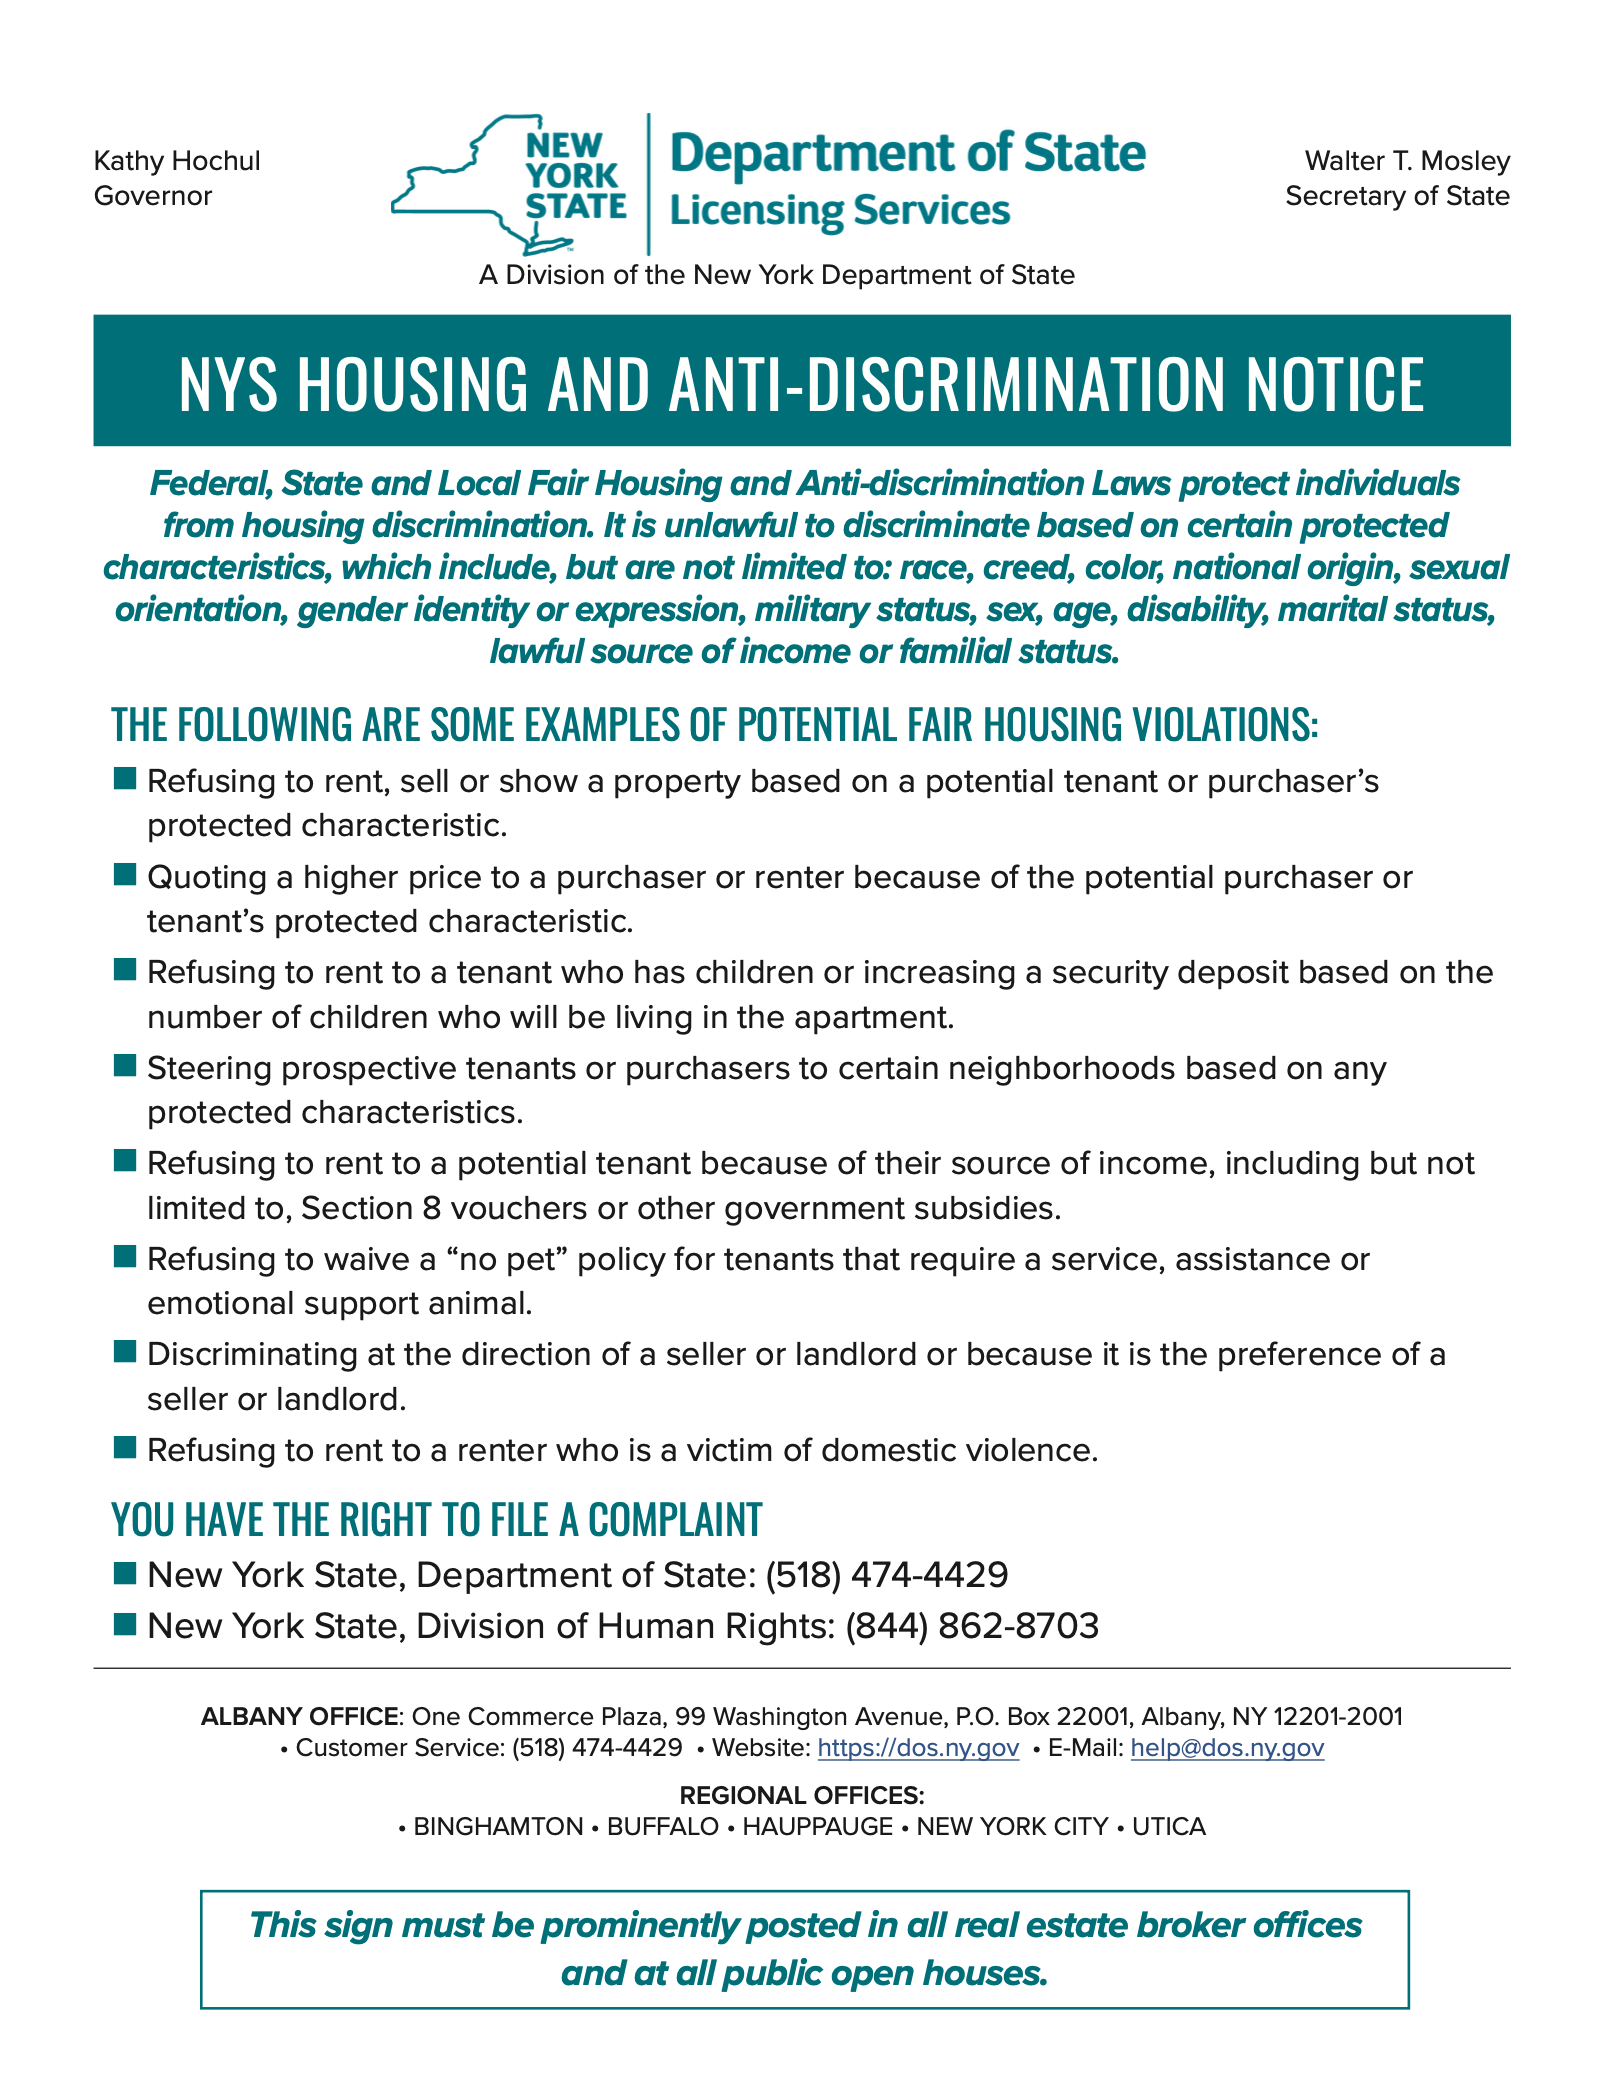 Kathy Hochul
Governor
NEW
YORK
STATE
™
Department of State
Licensing Services
Walter T. Mosley
Secretary of State
A Division of the New York Department of State
NYS HOUSING AND ANTI-DISCRIMINATION NOTICE
Federal, State and Local Fair Housing and Anti-discrimination Laws protect individuals
from housing discrimination. It is unlawful to discriminate based on certain protected
characteristics, which include, but are not limited to: race, creed, color, national origin, sexual
orientation, gender identity or expression, military status, sex, age, disability, marital status,
lawful source of income or familial status.
THE FOLLOWING ARE SOME EXAMPLES OF POTENTIAL FAIR HOUSING VIOLATIONS:
■ Refusing to rent, sell or show a property based on a potential tenant or purchaser’s
protected characteristic.
■ Quoting a higher price to a purchaser or renter because of the potential purchaser or
tenant’s protected characteristic.
■ Refusing to rent to a tenant who has children or increasing a security deposit based on the
number of children who will be living in the apartment.
■ Steering prospective tenants or purchasers to certain neighborhoods based on any
protected characteristics.
■ Refusing to rent to a potential tenant because of their source of income, including but not
limited to, Section 8 vouchers or other government subsidies.
■ Refusing to waive a “no pet” policy for tenants that require a service, assistance or
emotional support animal.
■ Discriminating at the direction of a seller or landlord or because it is the preference of a
seller or landlord.
■ Refusing to rent to a renter who is a victim of domestic violence.
YOU HAVE THE RIGHT TO FILE A COMPLAINT
■ New York State, Department of State: (518) 474-4429
■ New York State, Division of Human Rights: (844) 862-8703
ALBANY OFFICE: One Commerce Plaza, 99 Washington Avenue, P.O. Box 22001, Albany, NY 12201-2001
• Customer Service: (518) 474-4429 • Website: https://dos.ny.gov • E-Mail: help@dos.ny.gov
REGIONAL OFFICES:
• BINGHAMTON • BUFFALO • HAUPPAUGE • NEW YORK CITY • UTICA
This sign must be prominently posted in all real estate broker offices
and at all public open houses.